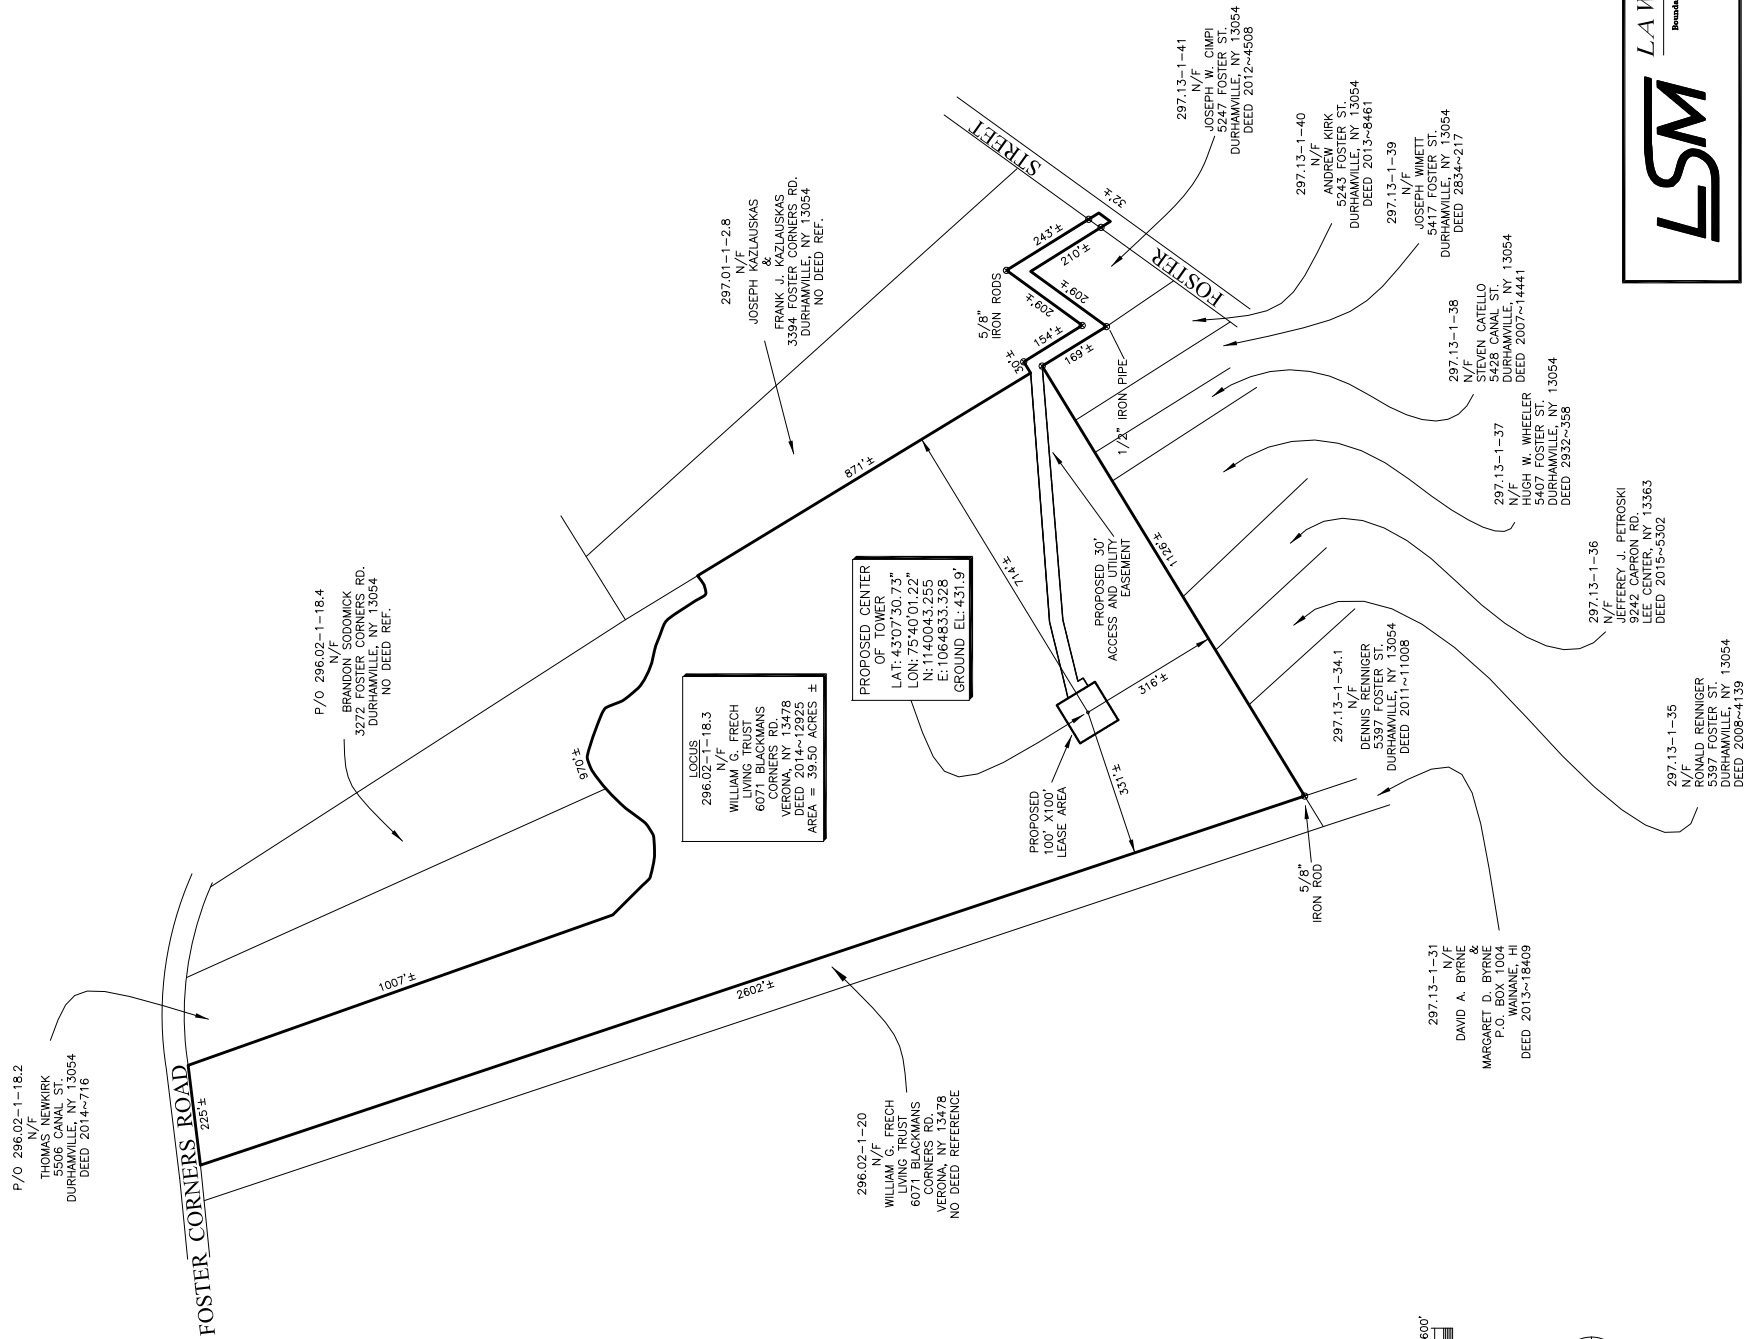 P/O 296.02-1-18.2
N/F
THOMAS NEWKIRK
5506 CANAL ST.
DURHAMVILLE, NY 13054
DEED 2014~716
FOSTER CORNERS ROAD
225'±
1007'±
2602'±
P/O 296.02-1-18.4
N/F
BRANDON SODOMICK
3272 FOSTER CORNERS RD.
DURHAMVILLE, NY 13054
NO DEED REF.
970'±
LOCUS
296.02-1-18.3
N/F
WILLIAM G. FRECH
LIVING TRUST
6071 BLACKMANS
CORNERS RD.
VERONA, NY 13478
DEED 2014~12925
AREA = 39.50 ACRES ±
297.01-1-2.8
N/F
JOSEPH KAZLAUSKAS
&
FRANK J. KAZLAUSKAS
3394 FOSTER CORNERS RD.
DURHAMVILLE, NY 13054
NO DEED REF.
871'±
PROPOSED CENTER
OF TOWER
LAT: 43°07'30.73"
LON: 75°40'01.22"
N:1140043.255
E:1064833.328
GROUND EL: 431.9'
714'±
5/8"
IRON RODS
30'±
154'±
209'±
243'±
210'±
209'±
169'±
32'±
FOSTER
STREET
1/2" IRON PIPE
PROPOSED 30'
ACCESS AND UTILITY
EASEMENT
1126'±
316'±
331'±
PROPOSED
100' X100'
LEASE AREA
5/8"
IRON ROD
296.02-1-20
N/F
WILLIAM G. FRECH
LIVING TRUST
6071 BLACKMANS
CORNERS RD.
VERONA, NY 13478
NO DEED REFERENCE
297.13-1-41
N/F
JOSEPH W. CIMPI
5247 FOSTER ST.
DURHAMVILLE, NY 13054
DEED 2012~4508
297.13-1-40
N/F
ANDREW KIRK
5243 FOSTER ST.
DURHAMVILLE, NY 13054
DEED 2013~8461
297.13-1-39
N/F
JOSEPH WIMETT
5417 FOSTER ST.
DURHAMVILLE, NY 13054
DEED 2834~217
297.13-1-38
N/F
STEVEN CATELLO
5428 CANAL ST.
DURHAMVILLE, NY 13054
DEED 2007~14441
297.13-1-37
N/F
HUGH W. WHEELER
5407 FOSTER ST.
DURHAMVILLE, NY 13054
DEED 2932~358
297.13-1-36
N/F
JEFFEREY J. PETROSKI
9242 CAPRON RD.
LEE CENTER, NY 13363
DEED 2015~5302
297.13-1-35
N/F
RONALD RENNIGER
5397 FOSTER ST.
DURHAMVILLE, NY 13054
DEED 2008~4139
297.13-1-34.1
N/F
DENNIS RENNIGER
5397 FOSTER ST.
DURHAMVILLE, NY 13054
DEED 2011~11008
297.13-1-31
N/F
DAVID A. BYRNE
&
MARGARET D. BYRNE
P.O. BOX 1004
WAINANE, HI
DEED 2013~18409
LSM
LAW
Bounda
600'